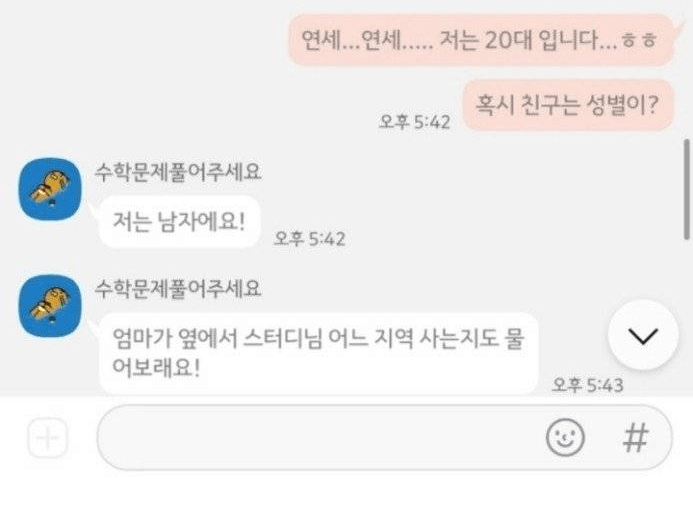 연세...연세..... 저는 20대 입니다...ㅎㅎ
혹시 친구는 성별이?
오후 5:42
수학문제풀어주세요
저는 남자에요!
오후 5:42
수학문제풀어주세요
엄마가 옆에서 스터디님 어느 지역 사는지도 물
어보래요!
오후 5:43
#